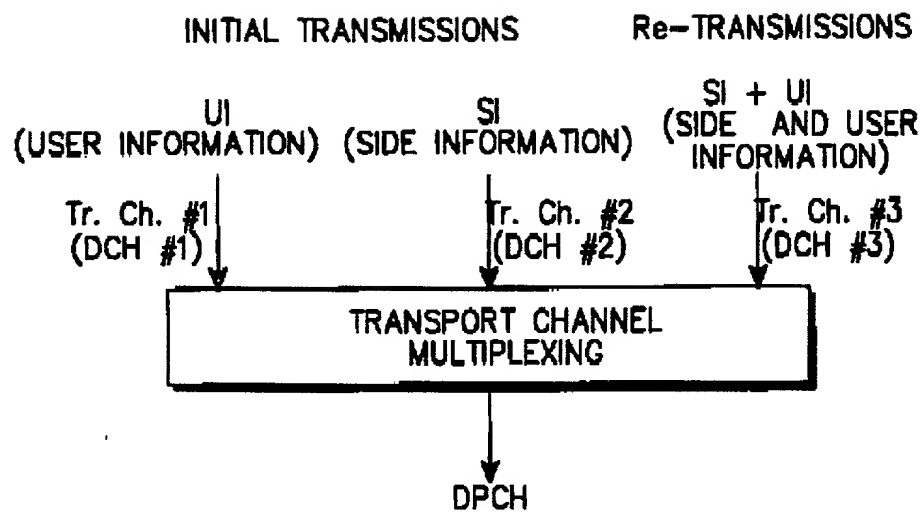 INITIAL TRANSMISSIONS
Re-TRANSMISSIONS
UI
(USER INFORMATION)
SI
(SIDE INFORMATION)
SI + UI
(SIDE AND USER
INFORMATION)
Tr. Ch. #1
(DCH #1)
Tr. Ch. #2
(DCH #2)
Tr. Ch. #3
(DCH #3)
TRANSPORT CHANNEL
MULTIPLEXING
DPCH